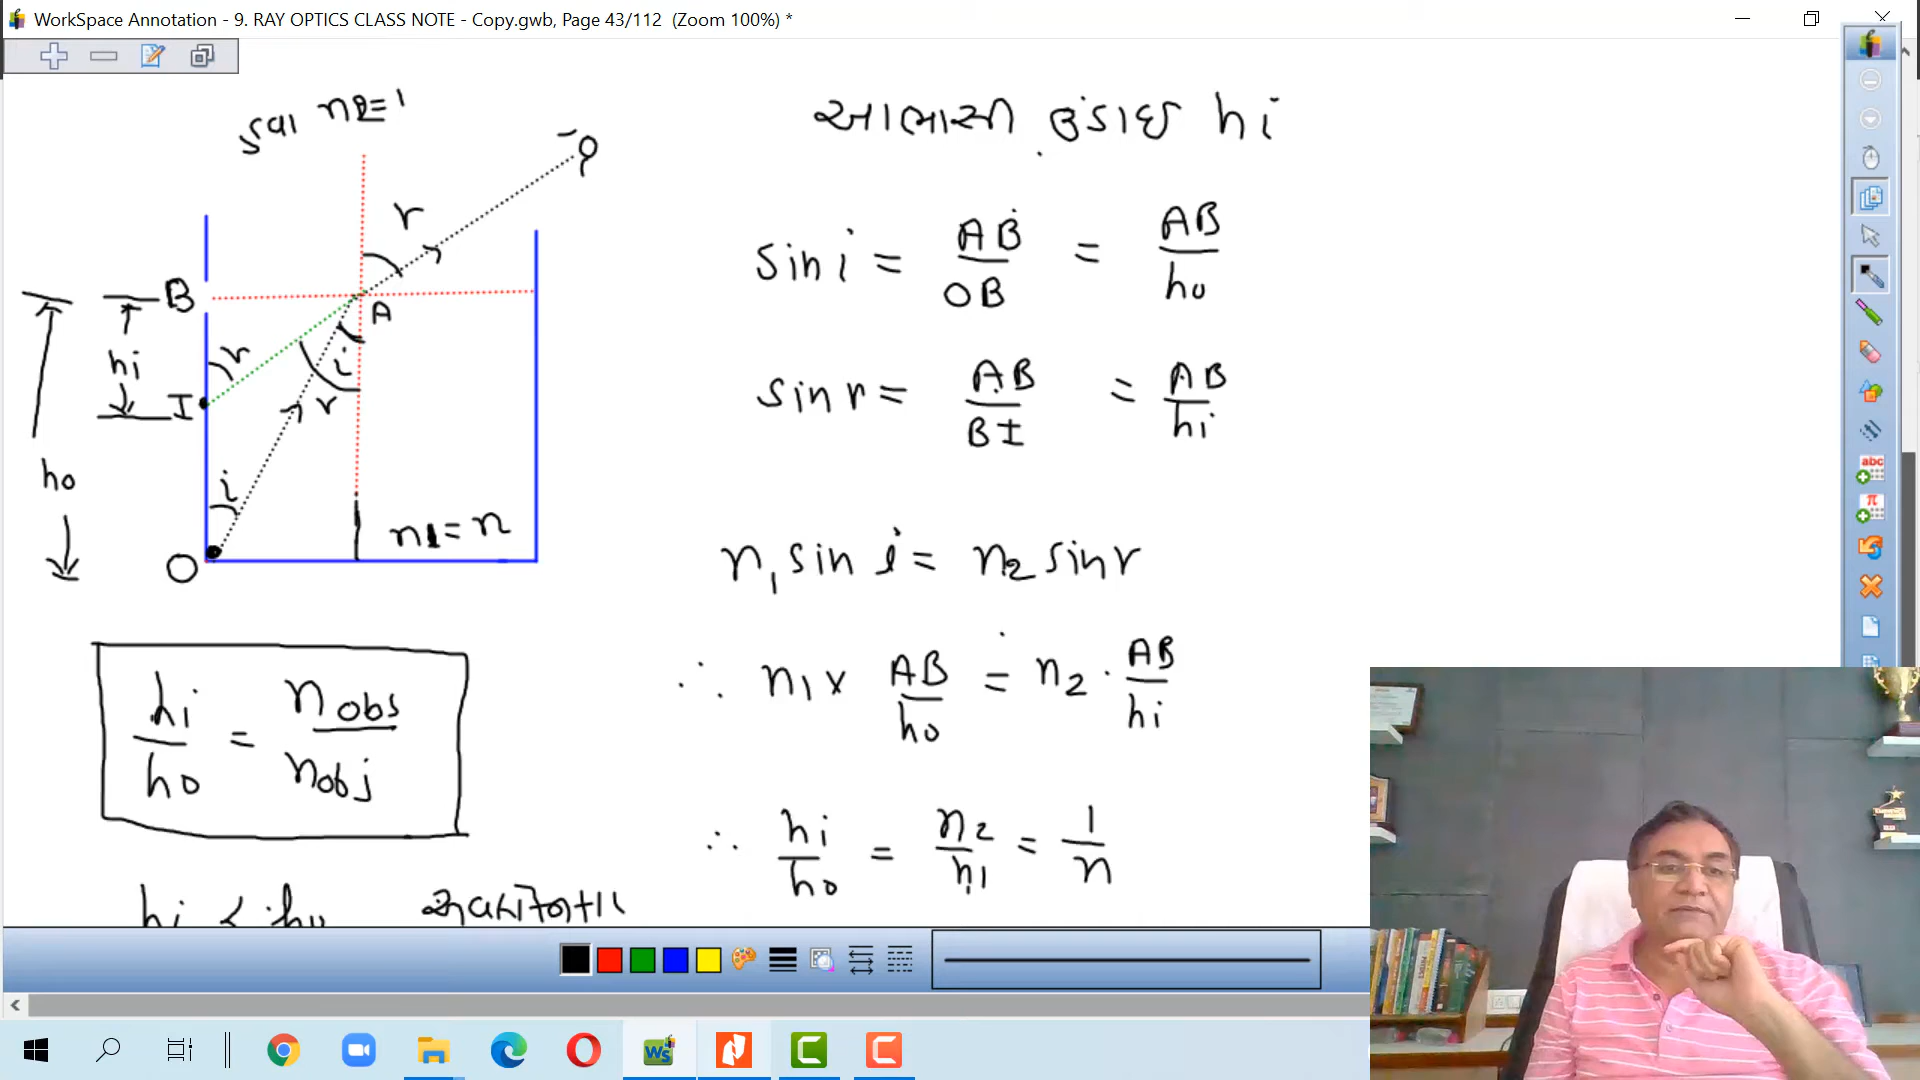 WorkSpace Annotation - 9. RAY OPTICS CLASS NOTE - Copy.gwb, Page 43/112 (Zoom 100%) *
હવા n2=1
r
B
A
hi
r
i
I
r
ho
i
n1=n
O
hi/ho = nobs/nobj
hi < ho
આભાસી ઉંડાઇ hi
sin i = AB/OB = AB/ho
sin r = AB/BI = AB/hi
n1 sin i = n2 sin r
∴ n1 x AB/ho = n2 · AB/hi
∴ hi/ho = n2/n1 = 1/n
abc
π
WS